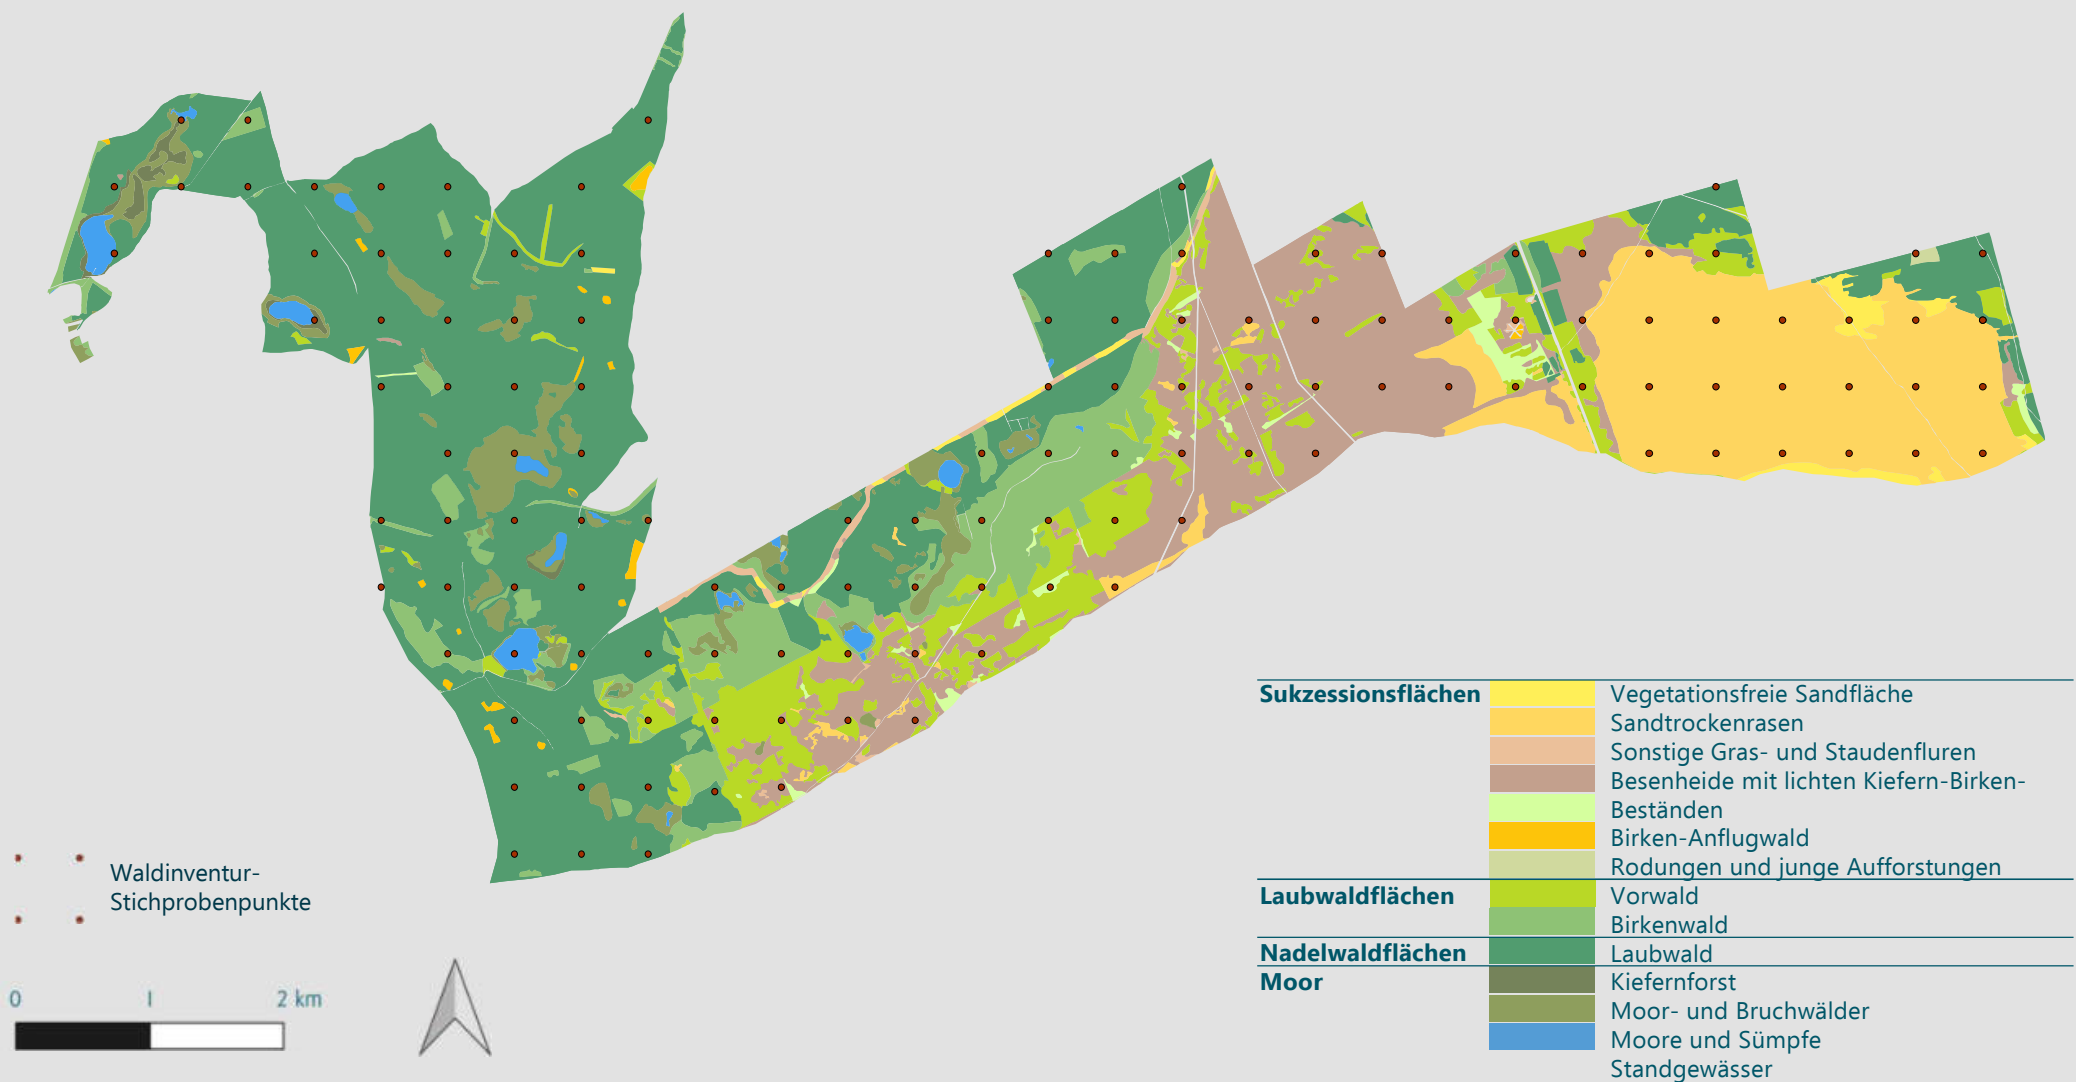 Sukzessionsflächen Vegetationsfreie Sandfläche
Sandtrockenrasen
Sonstige Gras- und Staudenfluren
Besenheide mit lichten Kiefern-Birken-
Beständen
Birken-Anflugwald
Rodungen und junge Aufforstungen
Laubwaldflächen Vorwald
Birkenwald
Nadelwaldflächen Laubwald
Moor Kiefernforst
Moor- und Bruchwälder
Moore und Sümpfe
Standgewässer
Waldinventur-
Stichprobenpunkte
0 1 2 km